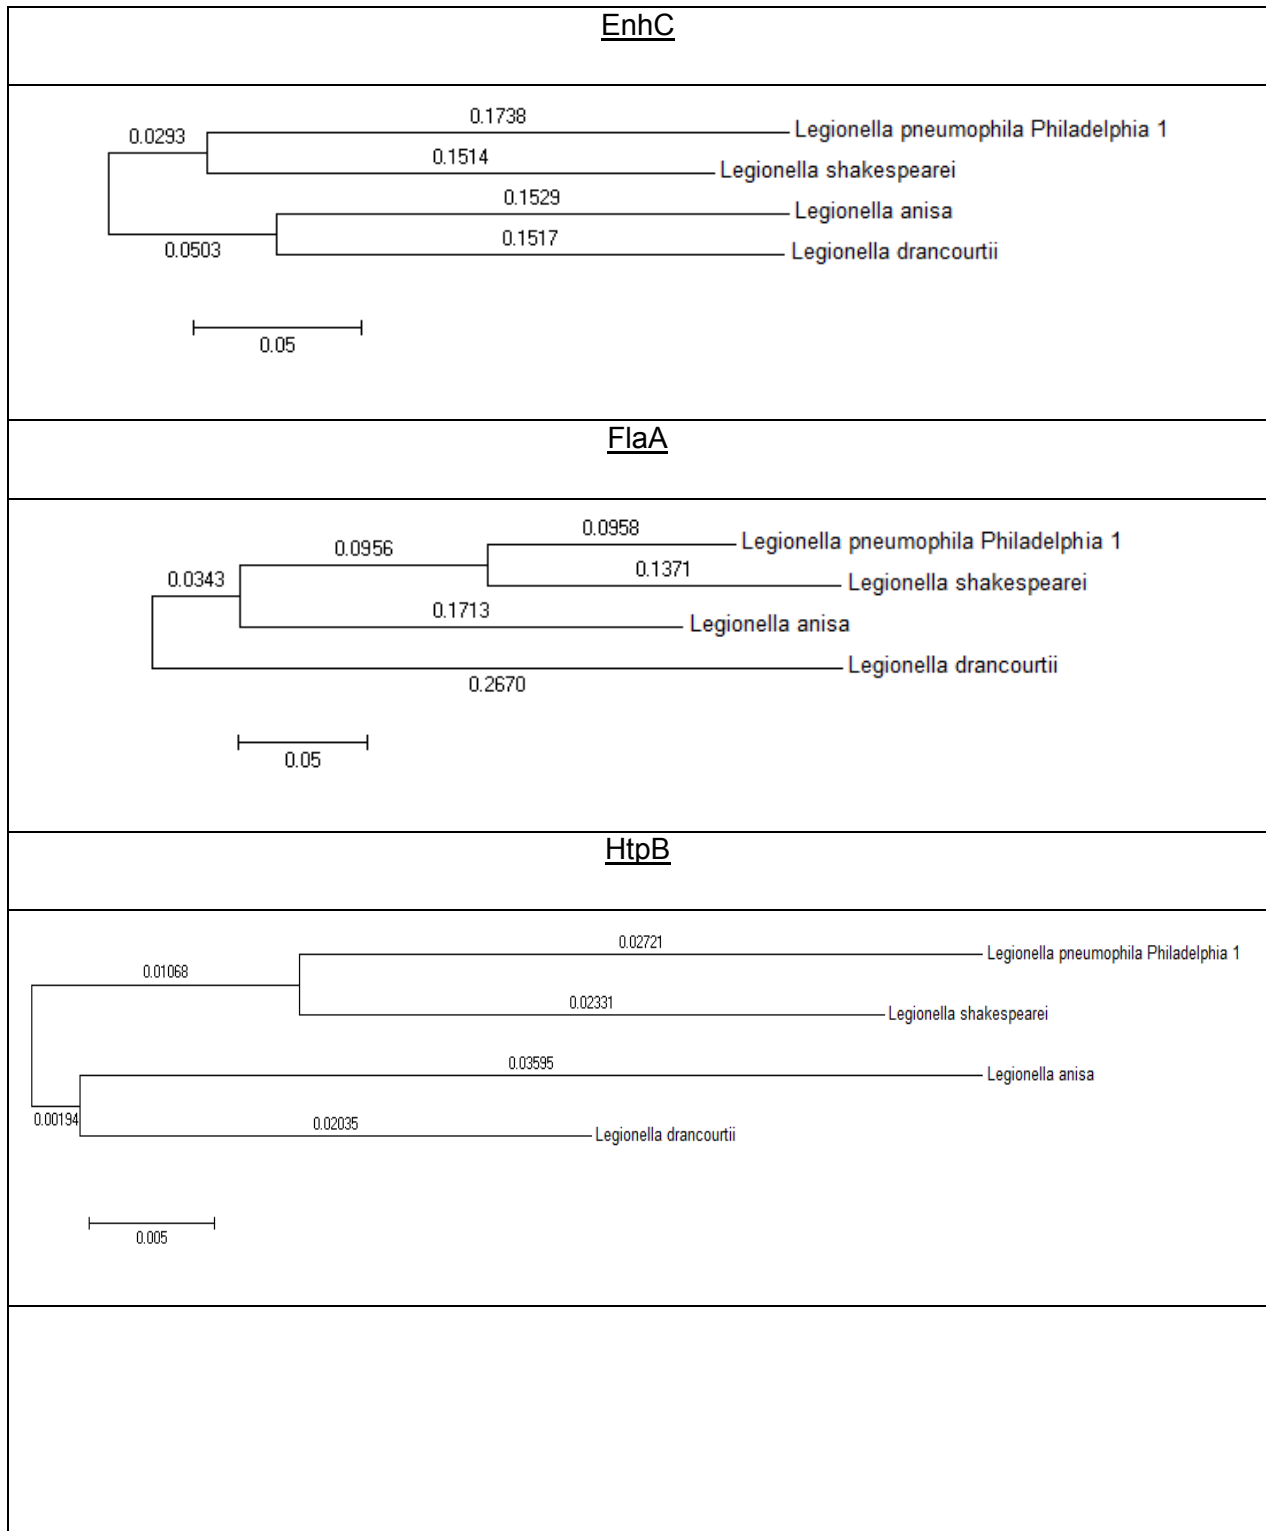 EnhC
0.1738
Legionella pneumophila Philadelphia 1
0.0293
0.1514
Legionella shakespearei
0.1529
Legionella anisa
0.0503
0.1517
Legionella drancourtii
0.05
FlaA
0.0958
Legionella pneumophila Philadelphia 1
0.0956
0.1371
Legionella shakespearei
0.0343
0.1713
Legionella anisa
Legionella drancourtii
0.2670
0.05
HtpB
0.02721
Legionella pneumophila Philadelphia 1
0.01068
0.02331
Legionella shakespearei
0.03595
Legionella anisa
0.00194
0.02035
Legionella drancourtii
0.005